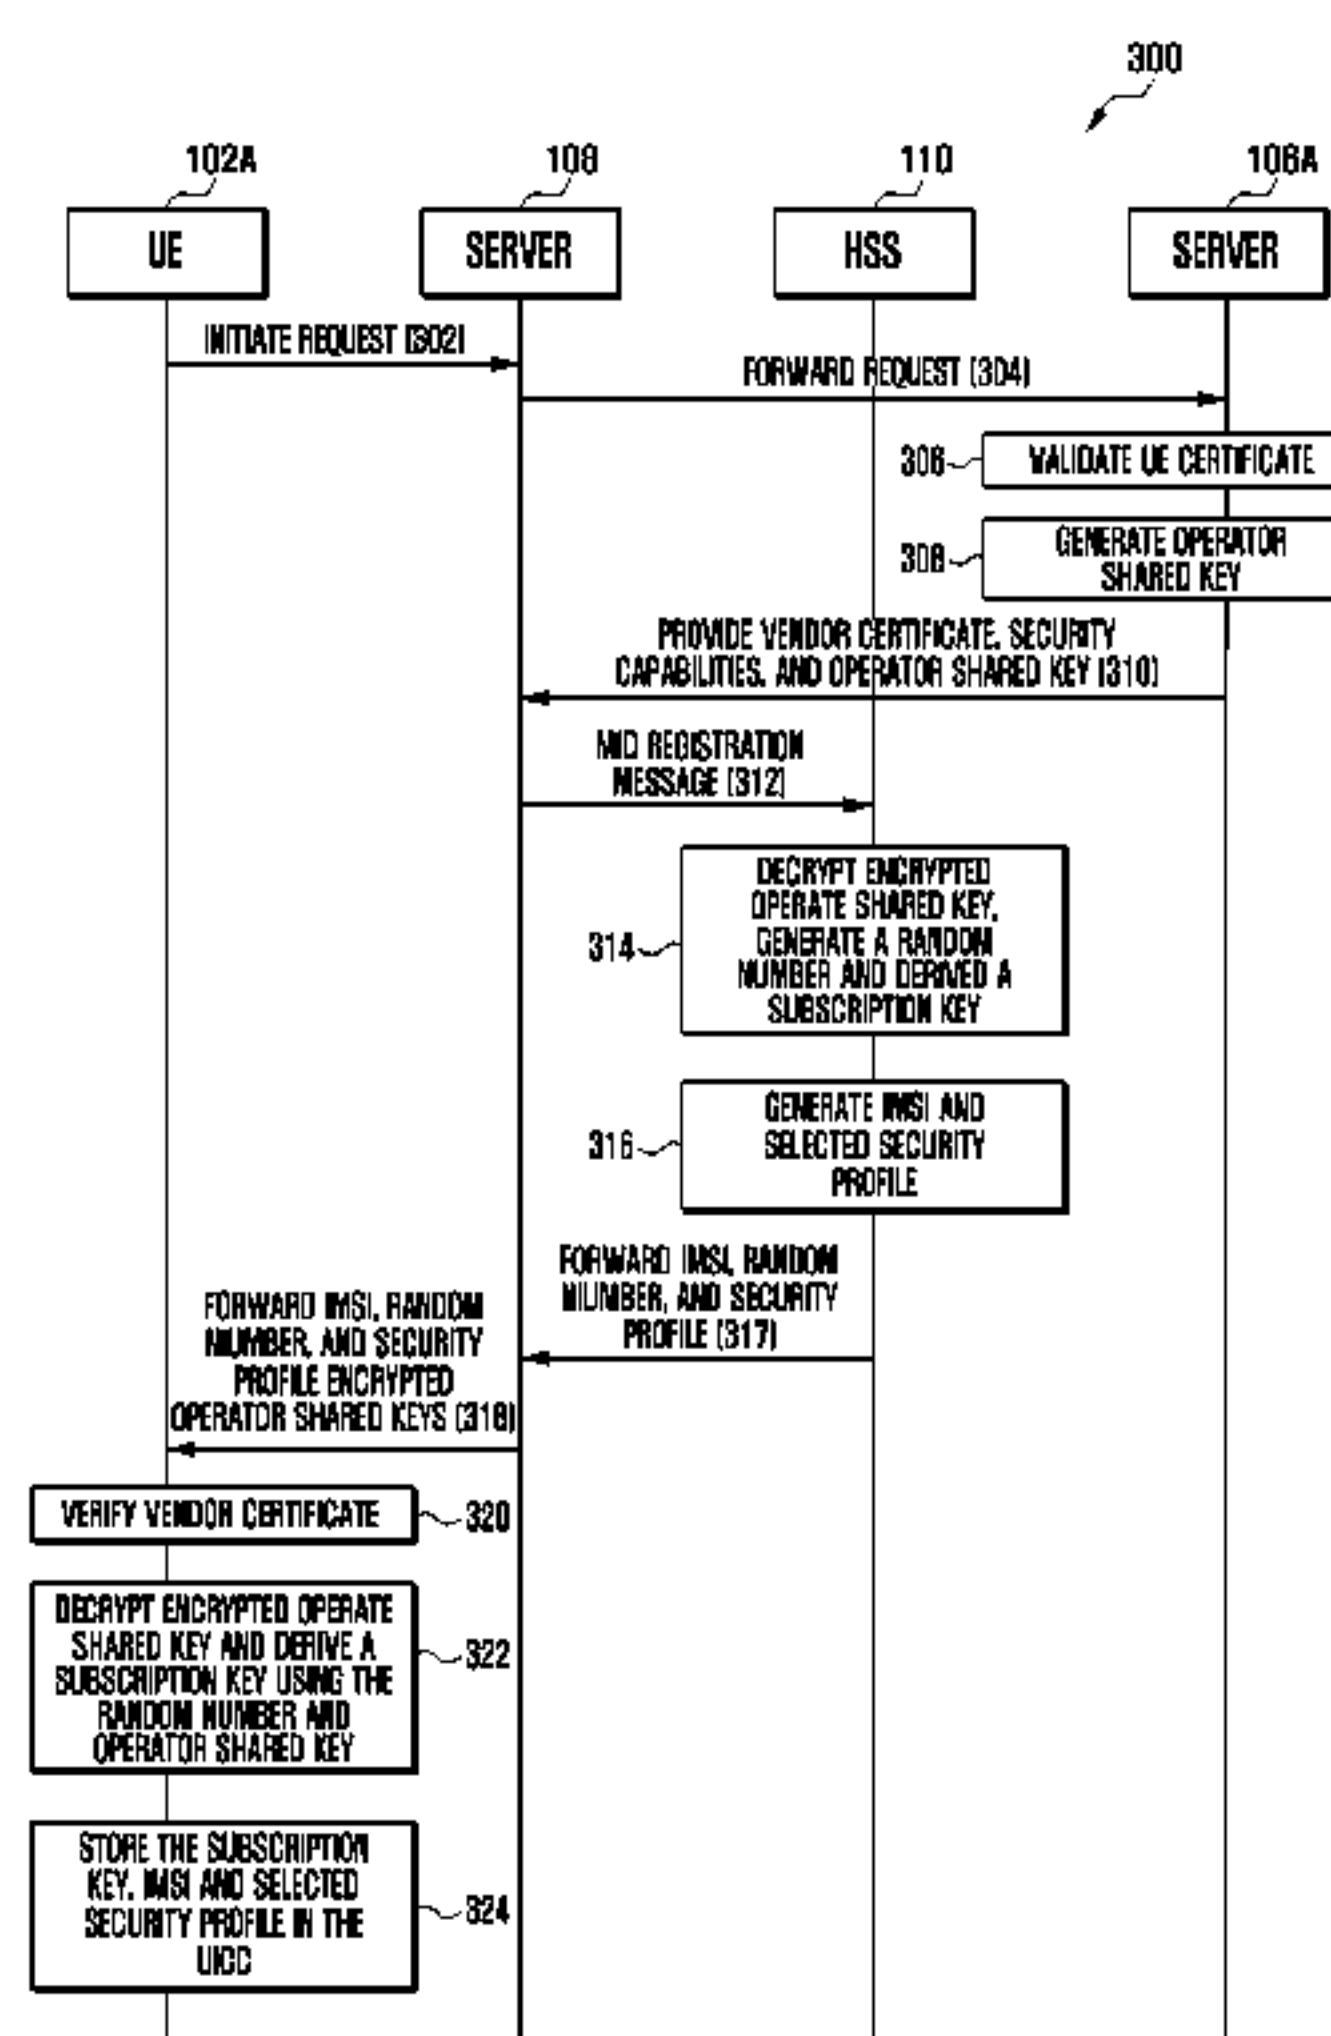 300
102A
108
110
106A
UE
SERVER
HSS
SERVER
INITIATE REQUEST (302)
FORWARD REQUEST (304)
306
VALIDATE UE CERTIFICATE
308
GENERATE OPERATOR
SHARED KEY
PROVIDE VENDOR CERTIFICATE, SECURITY
CAPABILITIES, AND OPERATOR SHARED KEY (310)
MID REGISTRATION
MESSAGE (312)
314
DECRYPT ENCRYPTED
OPERATE SHARED KEY,
GENERATE A RANDOM
NUMBER AND DERIVED A
SUBSCRIPTION KEY
316
GENERATE IMSI AND
SELECTED SECURITY
PROFILE
FORWARD IMSI, RANDOM
NUMBER, AND SECURITY
PROFILE (317)
FORWARD IMSI, RANDOM
NUMBER, AND SECURITY
PROFILE ENCRYPTED
OPERATOR SHARED KEYS (318)
VERIFY VENDOR CERTIFICATE
320
DECRYPT ENCRYPTED OPERATE
SHARED KEY AND DERIVE A
SUBSCRIPTION KEY USING THE
RANDOM NUMBER AND
OPERATOR SHARED KEY
322
STORE THE SUBSCRIPTION
KEY, IMSI AND SELECTED
SECURITY PROFILE IN THE
UICC
324